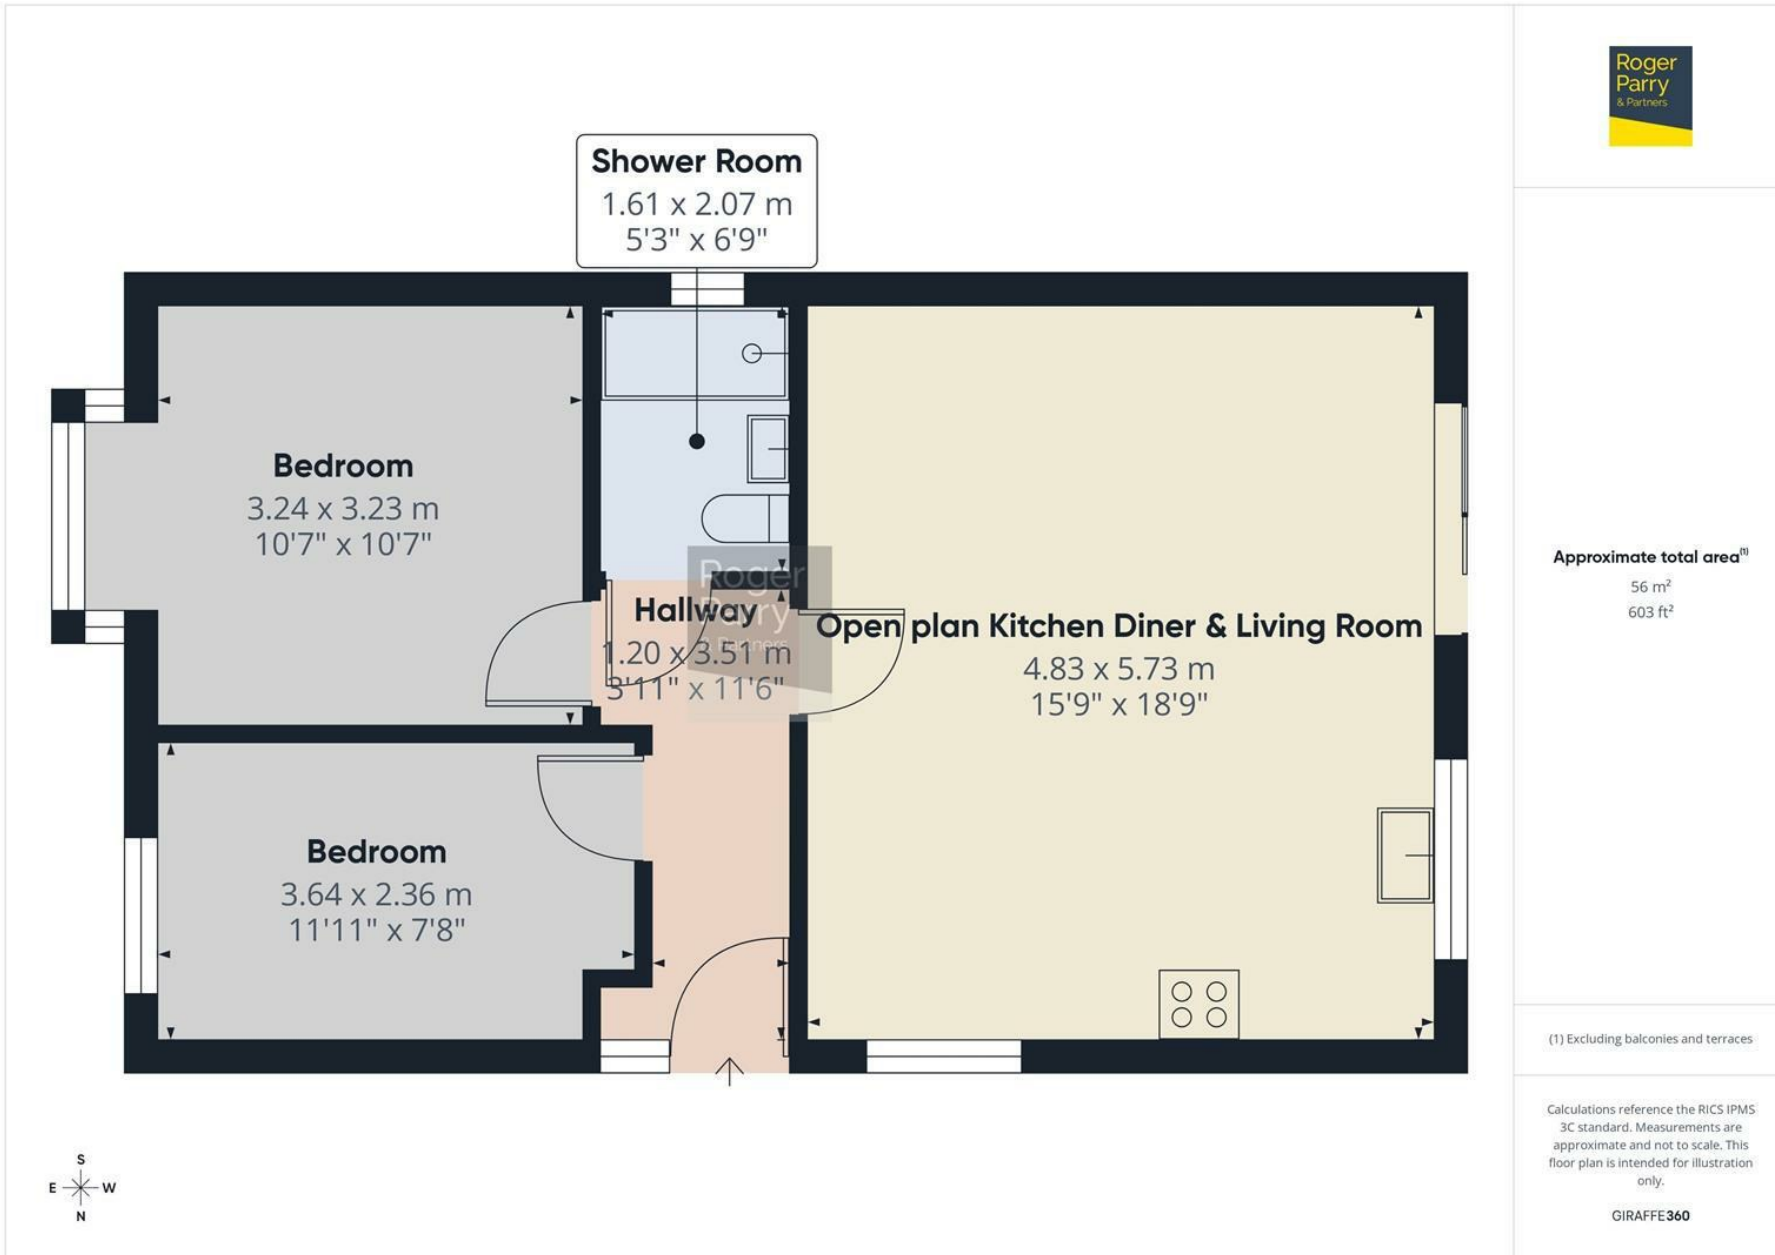 Roger
Parry
& Partners
Shower Room
1.61 x 2.07 m
5'3" x 6'9"
Bedroom
3.24 x 3.23 m
10'7" x 10'7"
Roger
Parry
& Partners
Hallway
1.20 x 3.51 m
3'11" x 11'6"
Open plan Kitchen Diner & Living Room
4.83 x 5.73 m
15'9" x 18'9"
Bedroom
3.64 x 2.36 m
11'11" x 7'8"
Approximate total area(1)
56 m²
603 ft²
(1) Excluding balconies and terraces
Calculations reference the RICS IPMS
3C standard. Measurements are
approximate and not to scale. This
floor plan is intended for illustration
only.
GIRAFFE360
S
E W
N